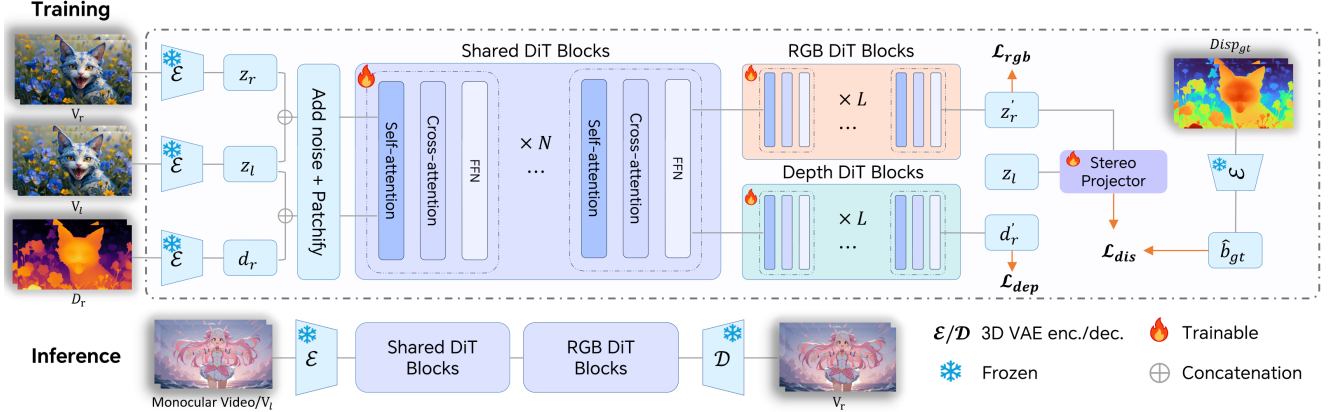 Training
V_r
V_l
D_r
ℰ
z_r
ℰ
z_l
ℰ
d_r
Add noise + Patchify
Shared DiT Blocks
Self-attention
Cross-attention
FFN
× N
...
Self-attention
Cross-attention
FFN
RGB DiT Blocks
× L
...
Depth DiT Blocks
× L
...
ℒ_rgb
z'_r
z_l
d'_r
ℒ_dep
Stereo
Projector
ℒ_dis
Disp_gt
ℰ
b̂_gt
Inference
Monocular Video/V_l
ℰ
Shared DiT
Blocks
RGB DiT
Blocks
𝒟
V_r
ℰ/𝒟 3D VAE enc./dec.
Trainable
Frozen
Concatenation